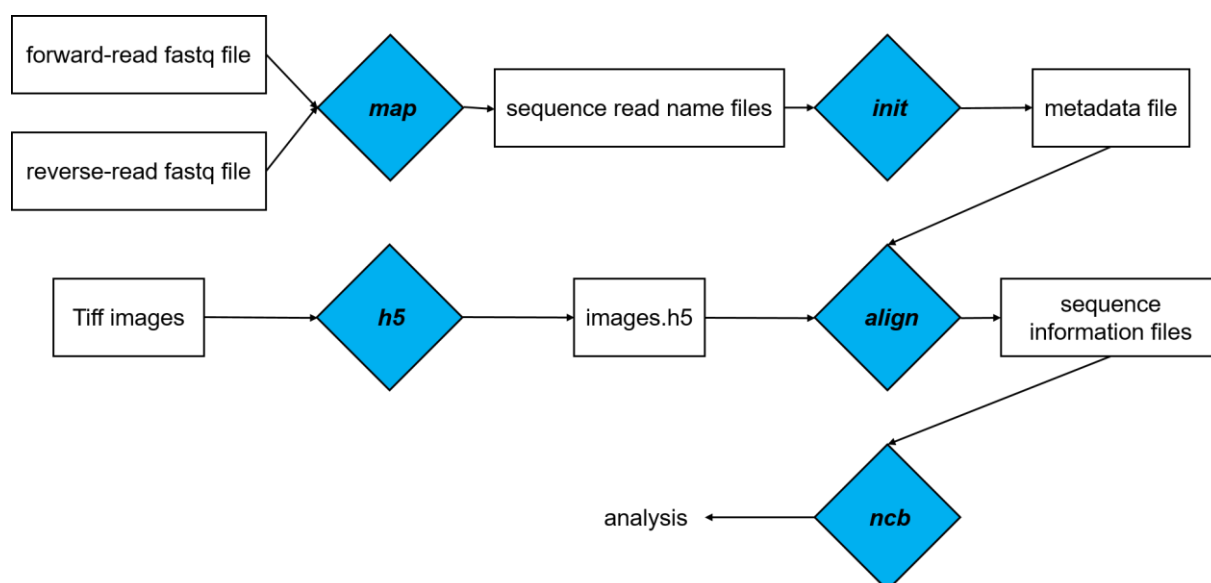 forward-read fastq file
map
sequence read name files
init
metadata file
reverse-read fastq file
Tiff images
h5
images.h5
align
sequence
information files
analysis
ncb